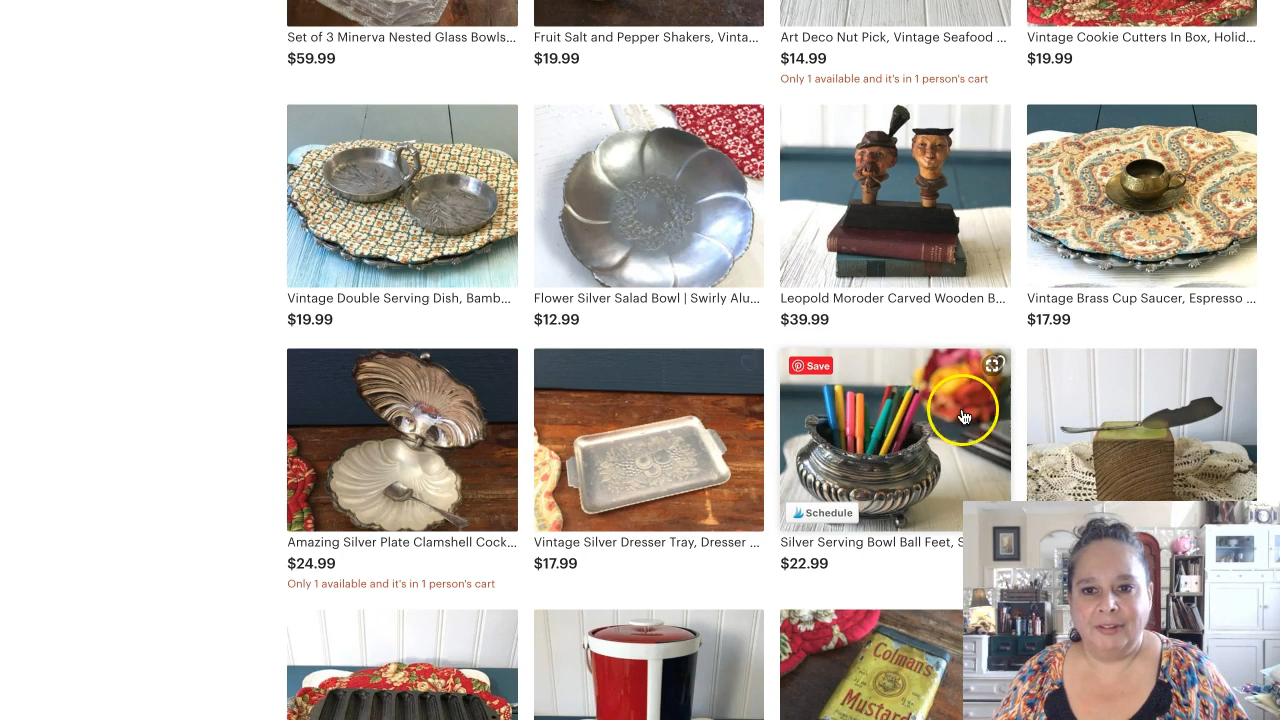 Set of 3 Minerva Nested Glass Bowls...
$59.99
Fruit Salt and Pepper Shakers, Vinta...
$19.99
Art Deco Nut Pick, Vintage Seafood ...
$14.99
Only 1 available and it's in 1 person's cart
Vintage Cookie Cutters In Box, Holid...
$19.99
Vintage Double Serving Dish, Bamb...
$19.99
Flower Silver Salad Bowl | Swirly Alu...
$12.99
Leopold Moroder Carved Wooden B...
$39.99
Vintage Brass Cup Saucer, Espresso ...
$17.99
Amazing Silver Plate Clamshell Cock...
$24.99
Only 1 available and it's in 1 person's cart
Vintage Silver Dresser Tray, Dresser ...
$17.99
Save
Schedule
Silver Serving Bowl Ball Feet, S
$22.99
Colman's
Mustard